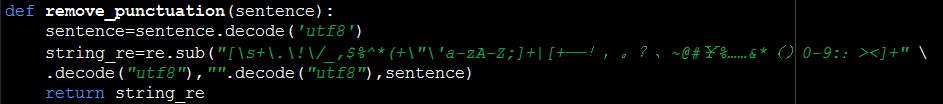 def remove_punctuation(sentence):
    sentence=sentence.decode('utf8')
    string_re=re.sub("[\s+\.\!\/_,$%^*(+\"\'a-zA-Z;]+|[+——!，。？、~@#￥%……&*（）0-9:：><]+" \
    .decode("utf8"),"".decode("utf8"),sentence)
    return string_re